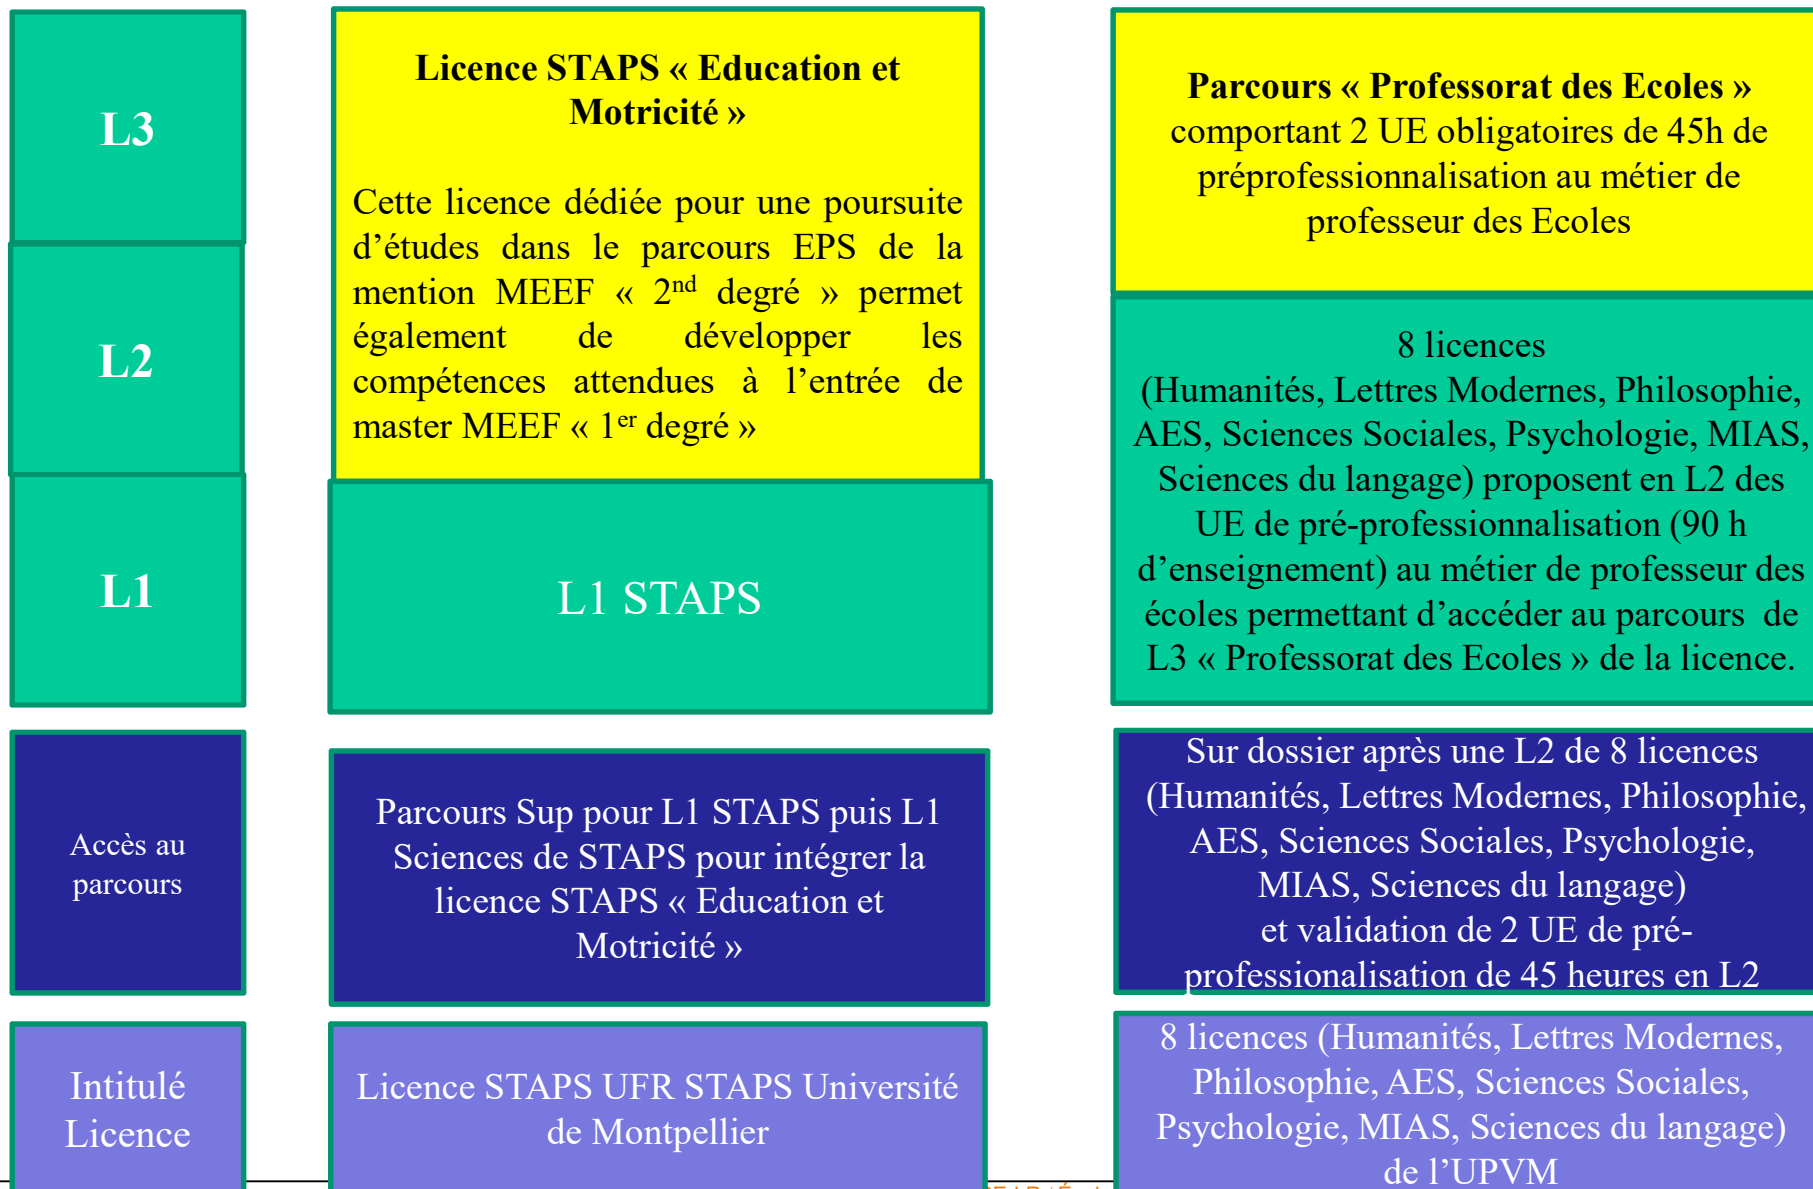 L3
L2
L1
Accès au
parcours
Intitulé
Licence
Licence STAPS « Education et
Motricité »
Cette licence dédiée pour une poursuite
d’études dans le parcours EPS de la
mention MEEF « 2nd degré » permet
également de développer les
compétences attendues à l’entrée de
master MEEF « 1er degré »
L1 STAPS
Parcours Sup pour L1 STAPS puis L1
Sciences de STAPS pour intégrer la
licence STAPS « Education et
Motricité »
Licence STAPS UFR STAPS Université
de Montpellier
Parcours « Professorat des Ecoles »
comportant 2 UE obligatoires de 45h de
préprofessionnalisation au métier de
professeur des Ecoles
8 licences
(Humanités, Lettres Modernes, Philosophie,
AES, Sciences Sociales, Psychologie, MIAS,
Sciences du langage) proposent en L2 des
UE de pré-professionnalisation (90 h
d’enseignement) au métier de professeur des
écoles permettant d’accéder au parcours de
L3 « Professorat des Ecoles » de la licence.
Sur dossier après une L2 de 8 licences
(Humanités, Lettres Modernes, Philosophie,
AES, Sciences Sociales, Psychologie,
MIAS, Sciences du langage)
et validation de 2 UE de pré-
professionalisation de 45 heures en L2
8 licences (Humanités, Lettres Modernes,
Philosophie, AES, Sciences Sociales,
Psychologie, MIAS, Sciences du langage)
de l’UPVM